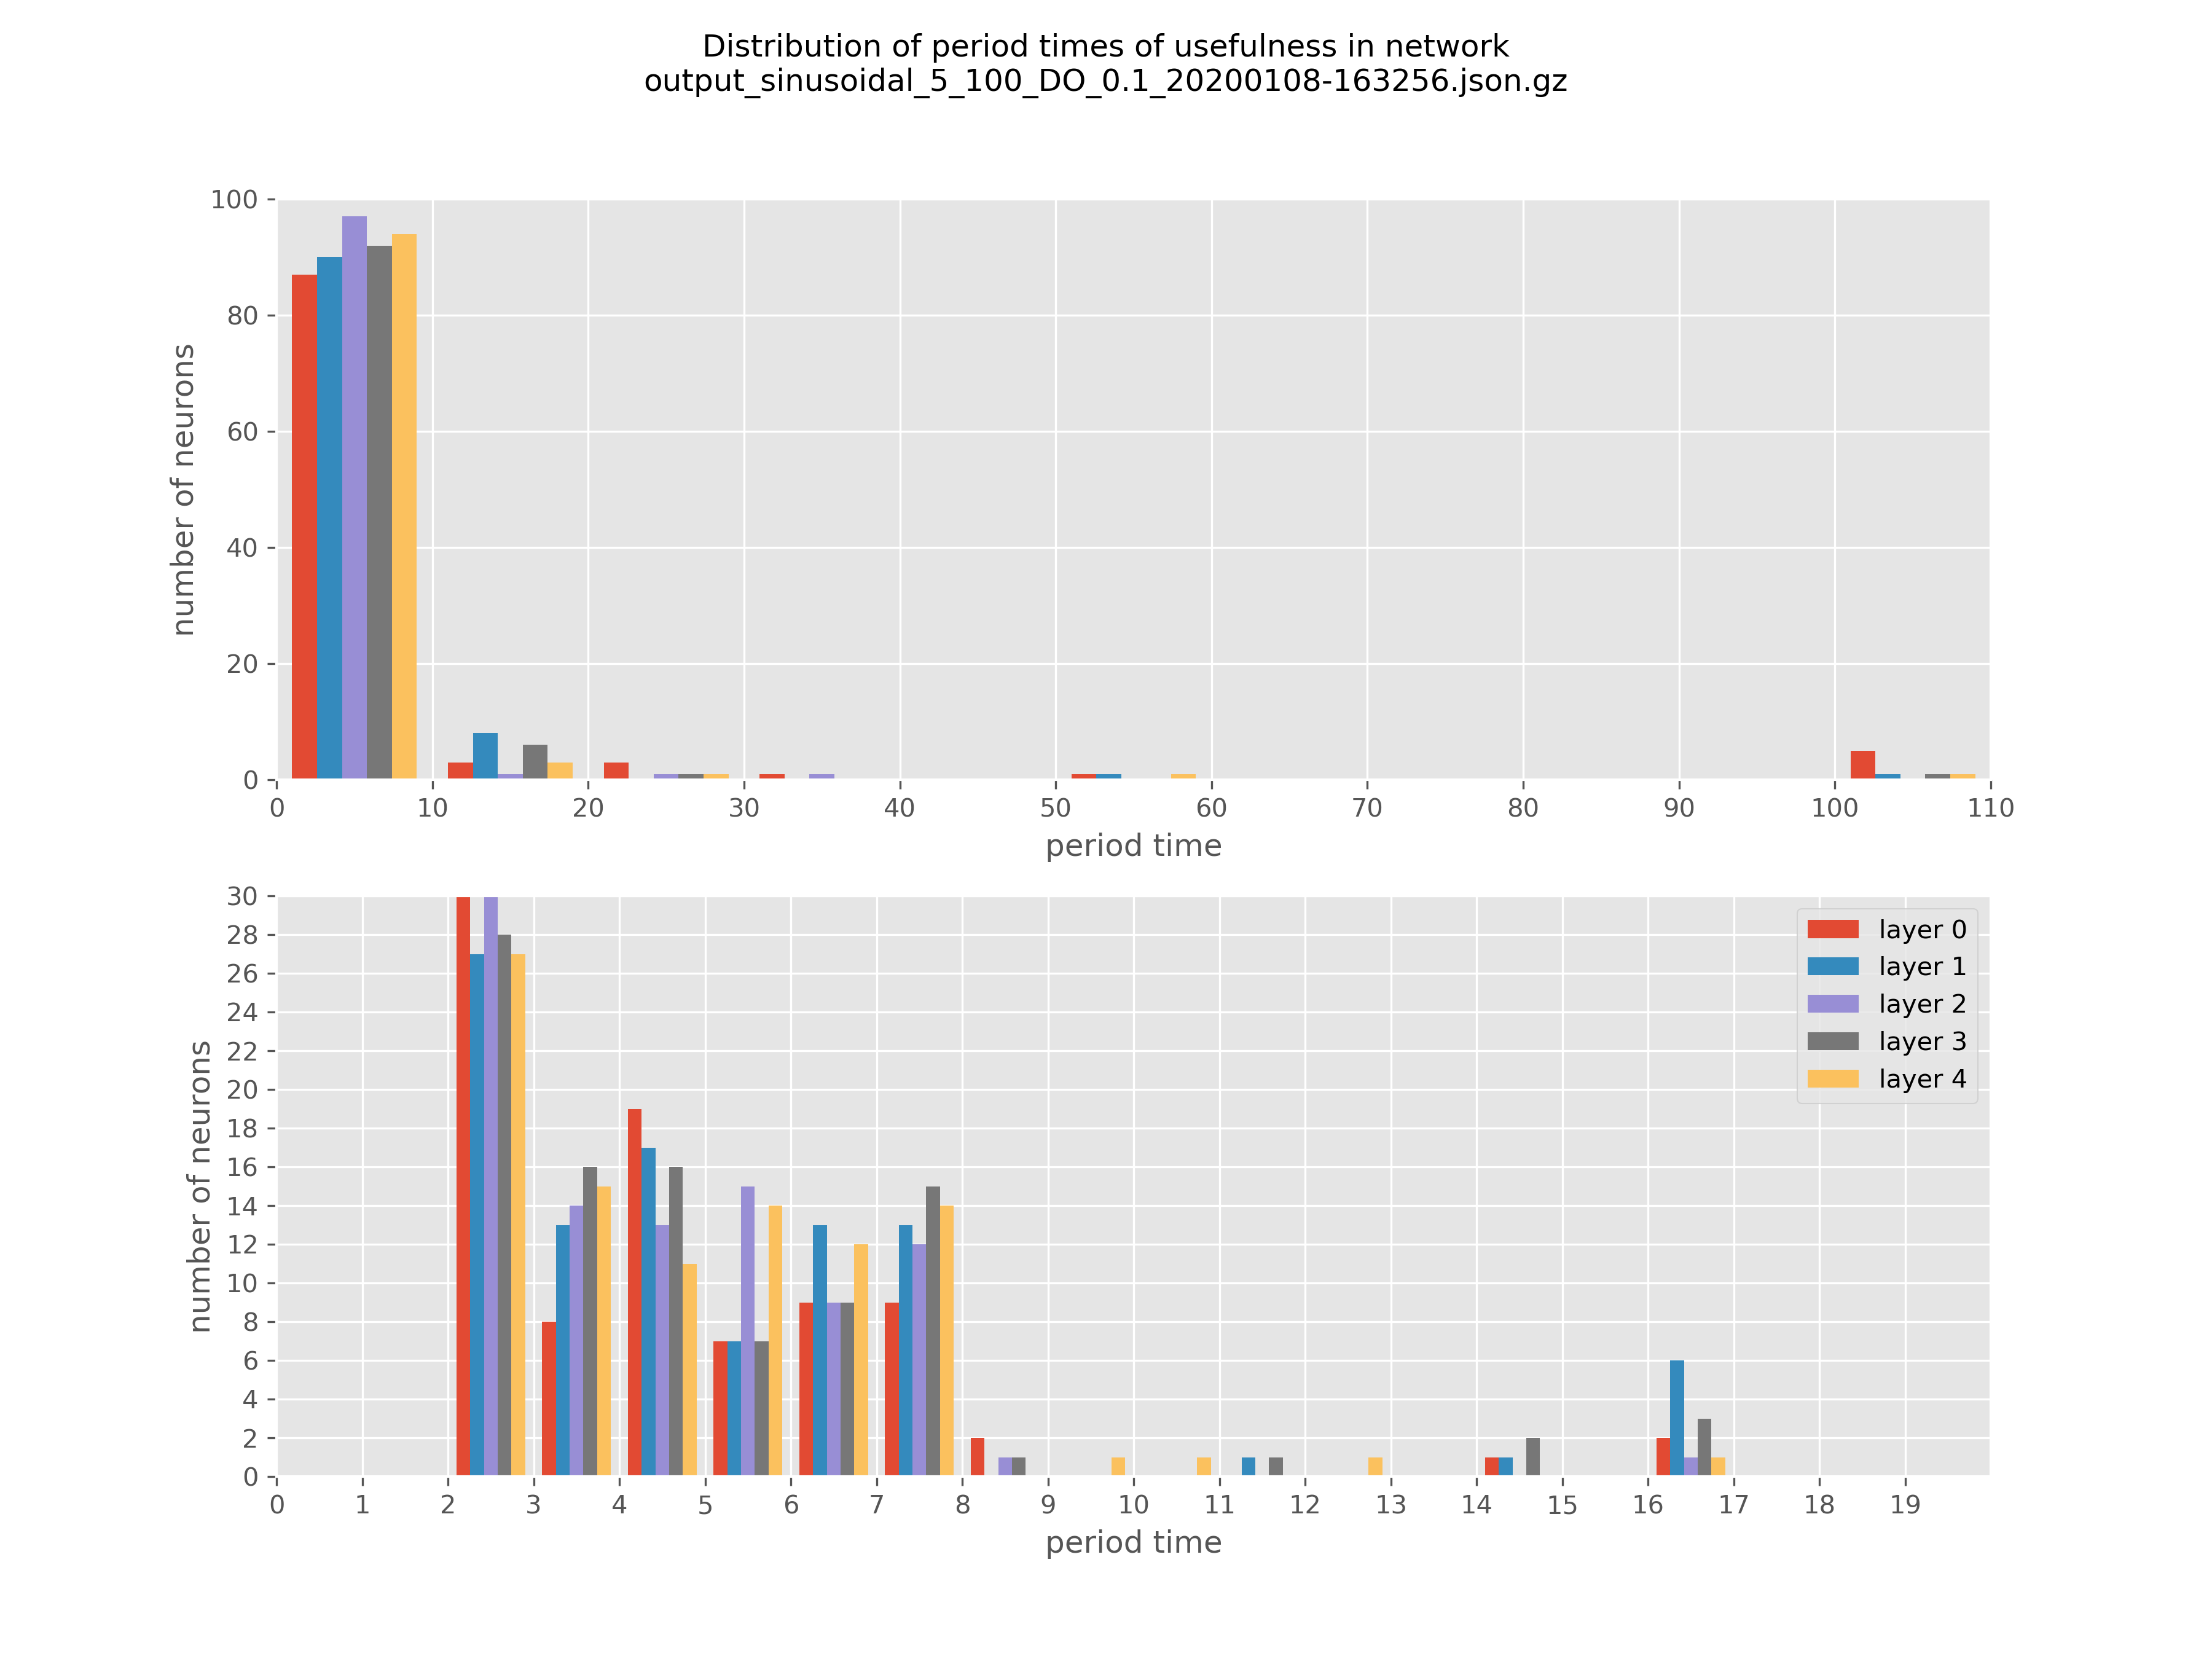 Distribution of period times of usefulness in network
output_sinusoidal_5_100_DO_0.1_20200108-163256.json.gz
100
80
60
40
20
0
number of neurons
0 10 20 30 40 50 60 70 80 90 100 110
period time
30
28
26
24
22
20
18
16
14
12
10
8
6
4
2
0
number of neurons
layer 0
layer 1
layer 2
layer 3
layer 4
0 1 2 3 4 5 6 7 8 9 10 11 12 13 14 15 16 17 18 19
period time